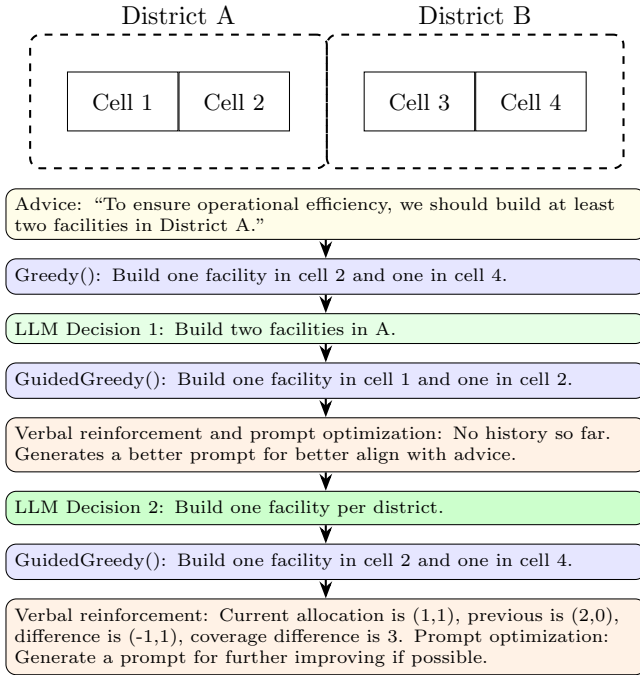 District A District B
Cell 1 Cell 2 Cell 3 Cell 4
Advice: “To ensure operational efficiency, we should build at least
two facilities in District A.”
Greedy(): Build one facility in cell 2 and one in cell 4.
LLM Decision 1: Build two facilities in A.
GuidedGreedy(): Build one facility in cell 1 and one in cell 2.
Verbal reinforcement and prompt optimization: No history so far.
Generates a better prompt for better align with advice.
LLM Decision 2: Build one facility per district.
GuidedGreedy(): Build one facility in cell 2 and one in cell 4.
Verbal reinforcement: Current allocation is (1,1), previous is (2,0),
difference is (-1,1), coverage difference is 3. Prompt optimization:
Generate a prompt for further improving if possible.